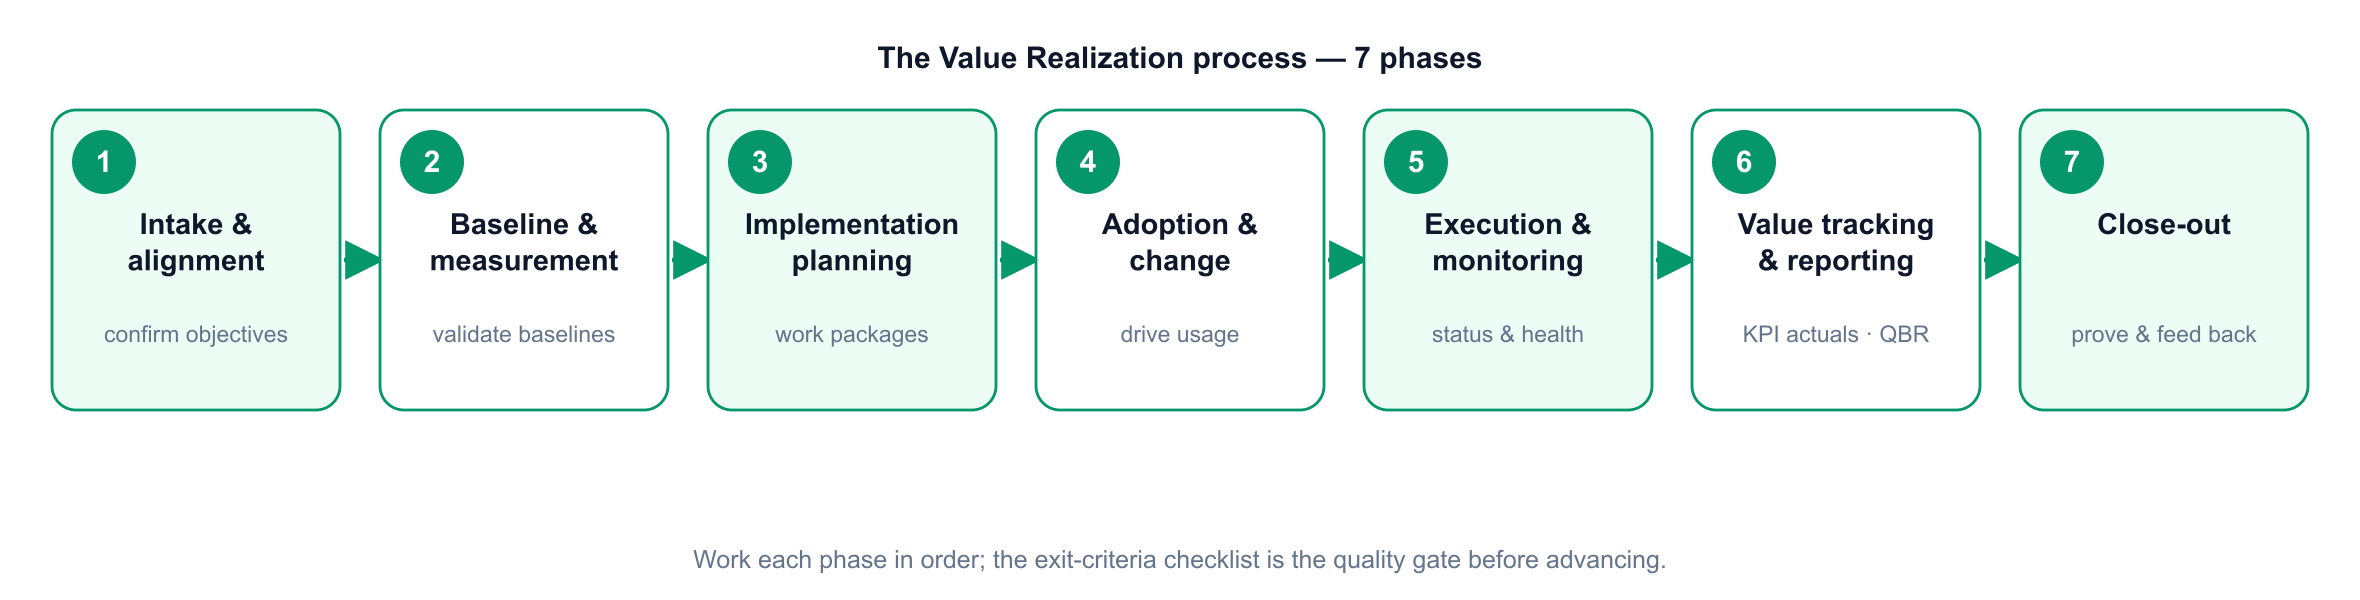 The Value Realization process — 7 phases
1
Intake &
alignment
confirm objectives
2
Baseline &
measurement
validate baselines
3
Implementation
planning
work packages
4
Adoption &
change
drive usage
5
Execution &
monitoring
status & health
6
Value tracking
& reporting
KPI actuals · QBR
7
Close-out
prove & feed back
Work each phase in order; the exit-criteria checklist is the quality gate before advancing.